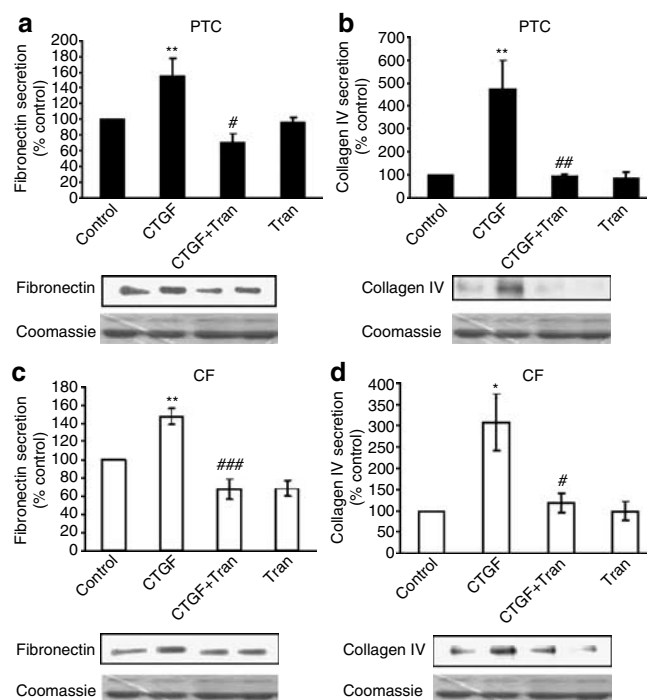 a
PTC
Fibronectin secretion
(% control)
200
180
160
140
120
100
80
60
40
20
0
**
#
Control
CTGF
CTGF+Tran
Tran
Fibronectin
Coomassie
b
PTC
Collagen IV secretion
(% control)
700
600
500
400
300
200
100
0
**
##
Control
CTGF
CTGF+Tran
Tran
Collagen IV
Coomassie
c
CF
Fibronectin secretion
(% control)
180
160
140
120
100
80
60
40
20
0
**
###
Control
CTGF
CTGF+Tran
Tran
Fibronectin
Coomassie
d
CF
Collagen IV secretion
(% control)
400
350
300
250
200
150
100
50
0
*
#
Control
CTGF
CTGF+Tran
Tran
Collagen IV
Coomassie